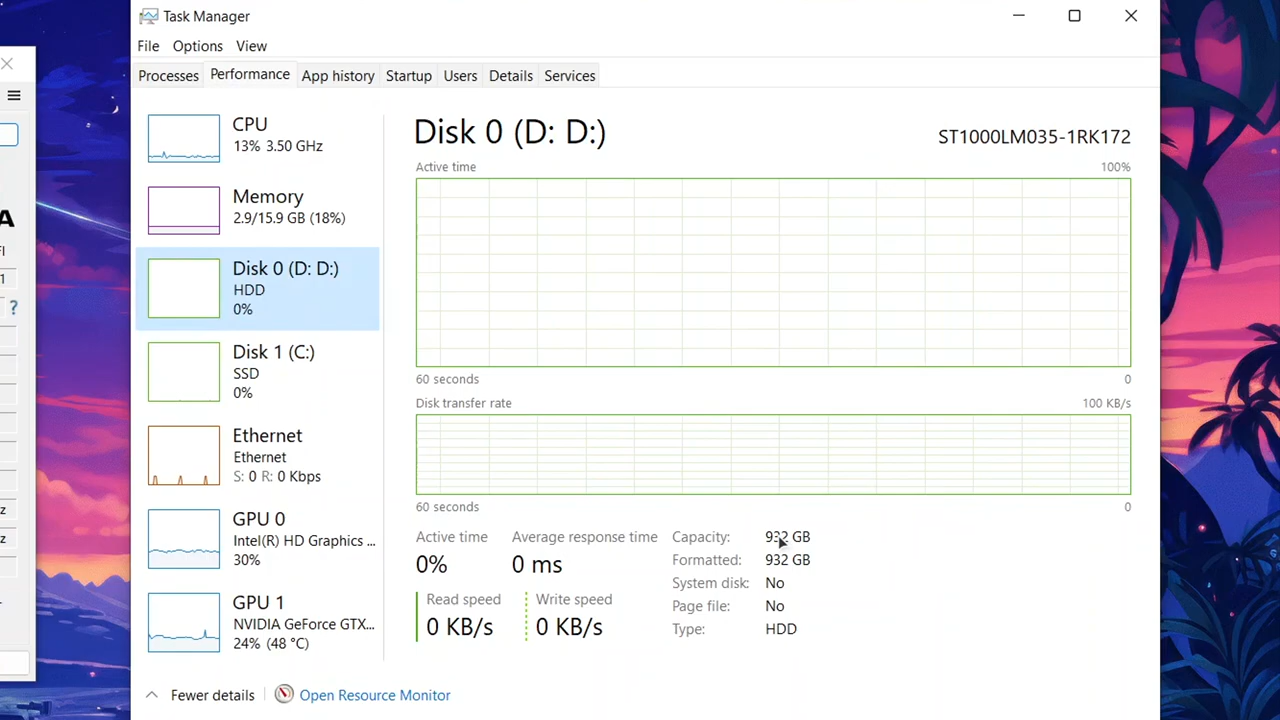 Task Manager
File Options View
Processes Performance App history Startup Users Details Services
CPU
13% 3.50 GHz
Memory
2.9/15.9 GB (18%)
Disk 0 (D: D:)
HDD
0%
Disk 1 (C:)
SSD
0%
Ethernet
Ethernet
S: 0 R: 0 Kbps
GPU 0
Intel(R) HD Graphics ...
30%
GPU 1
NVIDIA GeForce GTX...
24% (48 °C)
Disk 0 (D: D:)
ST1000LM035-1RK172
Active time 100%
60 seconds 0
Disk transfer rate 100 KB/s
60 seconds 0
Active time
0%
Average response time
0 ms
Read speed
0 KB/s
Write speed
0 KB/s
Capacity: 932 GB
Formatted: 932 GB
System disk: No
Page file: No
Type: HDD
Fewer details
Open Resource Monitor
A
1
?
z
z